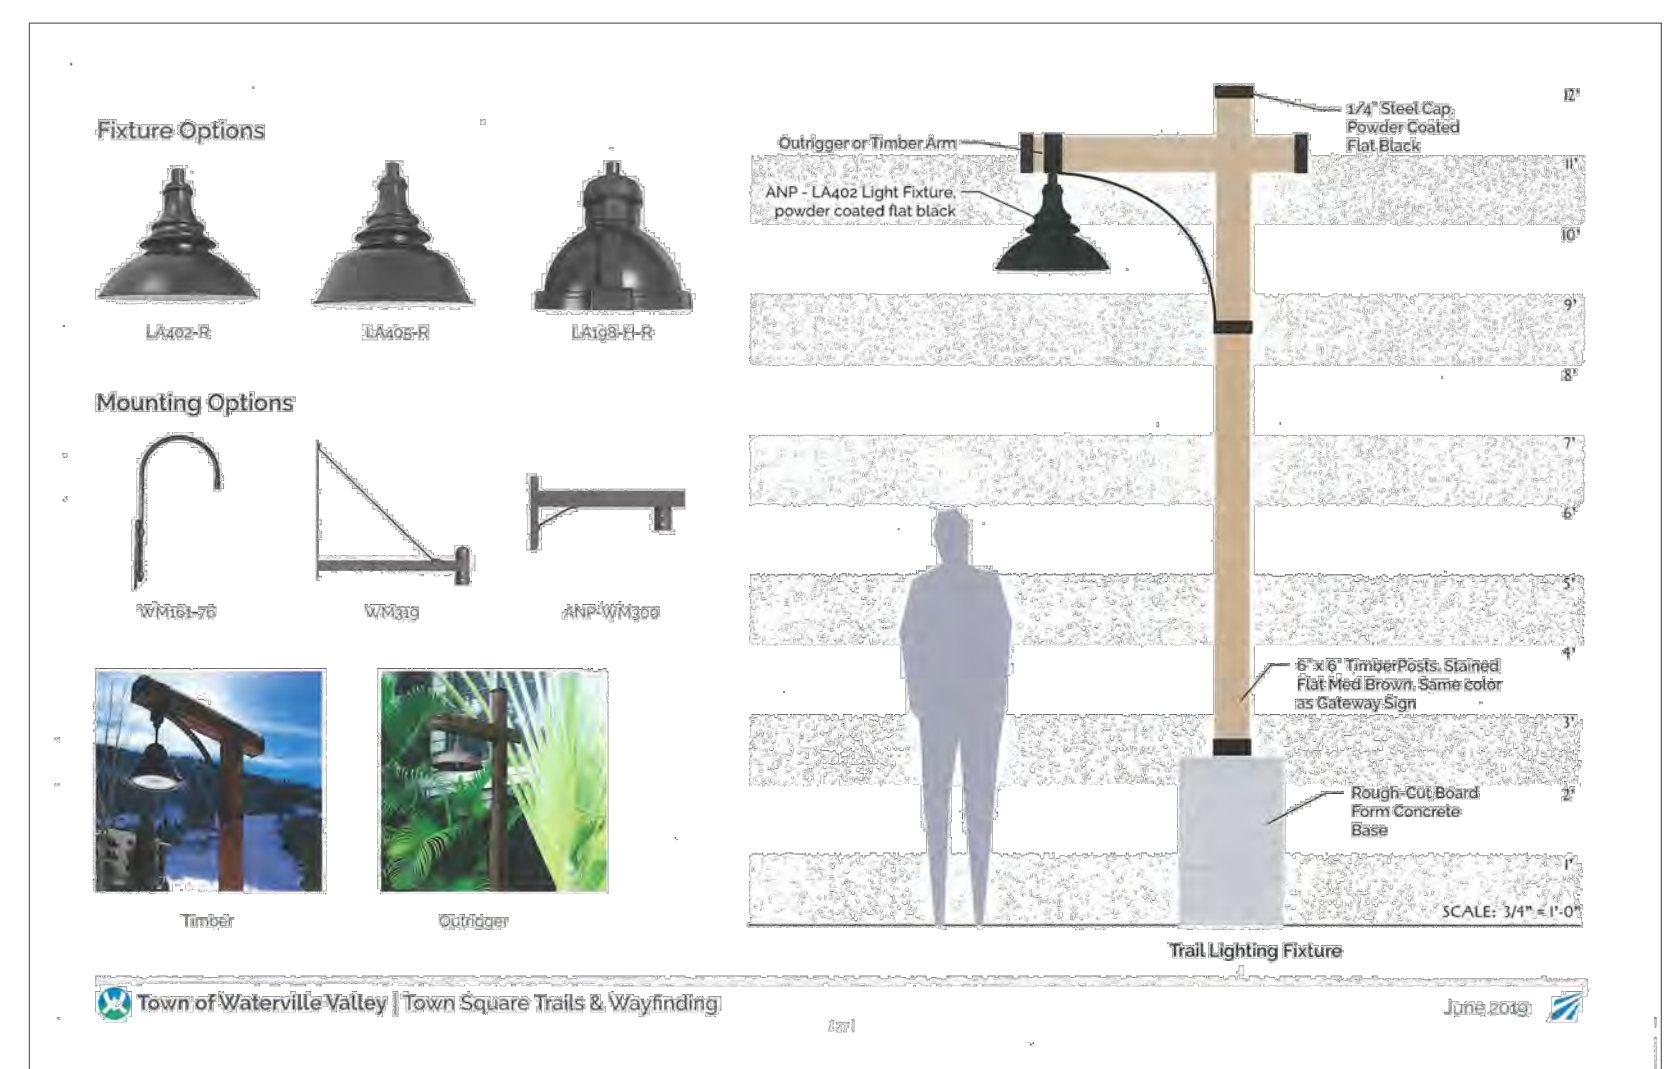 Fixture Options
LA402-R
LA405-R
LA198-H-R
Mounting Options
WM161-76
WM319
ANP-WM309
Timber
Outrigger
Outrigger or Timber Arm
ANP - LA402 Light Fixture,
powder coated flat black
1/4" Steel Cap,
Powder Coated
Flat Black
12'
11'
10'
9'
8'
7'
6'
5'
4'
3'
2'
1'
6" x 6" Timber Posts, Stained
Flat Med Brown, Same color
as Gateway Sign
Rough-Cut Board
Form Concrete
Base
SCALE: 3/4" = 1'-0"
Trail Lighting Fixture
Town of Waterville Valley | Town Square Trails & Wayfinding
June 2019